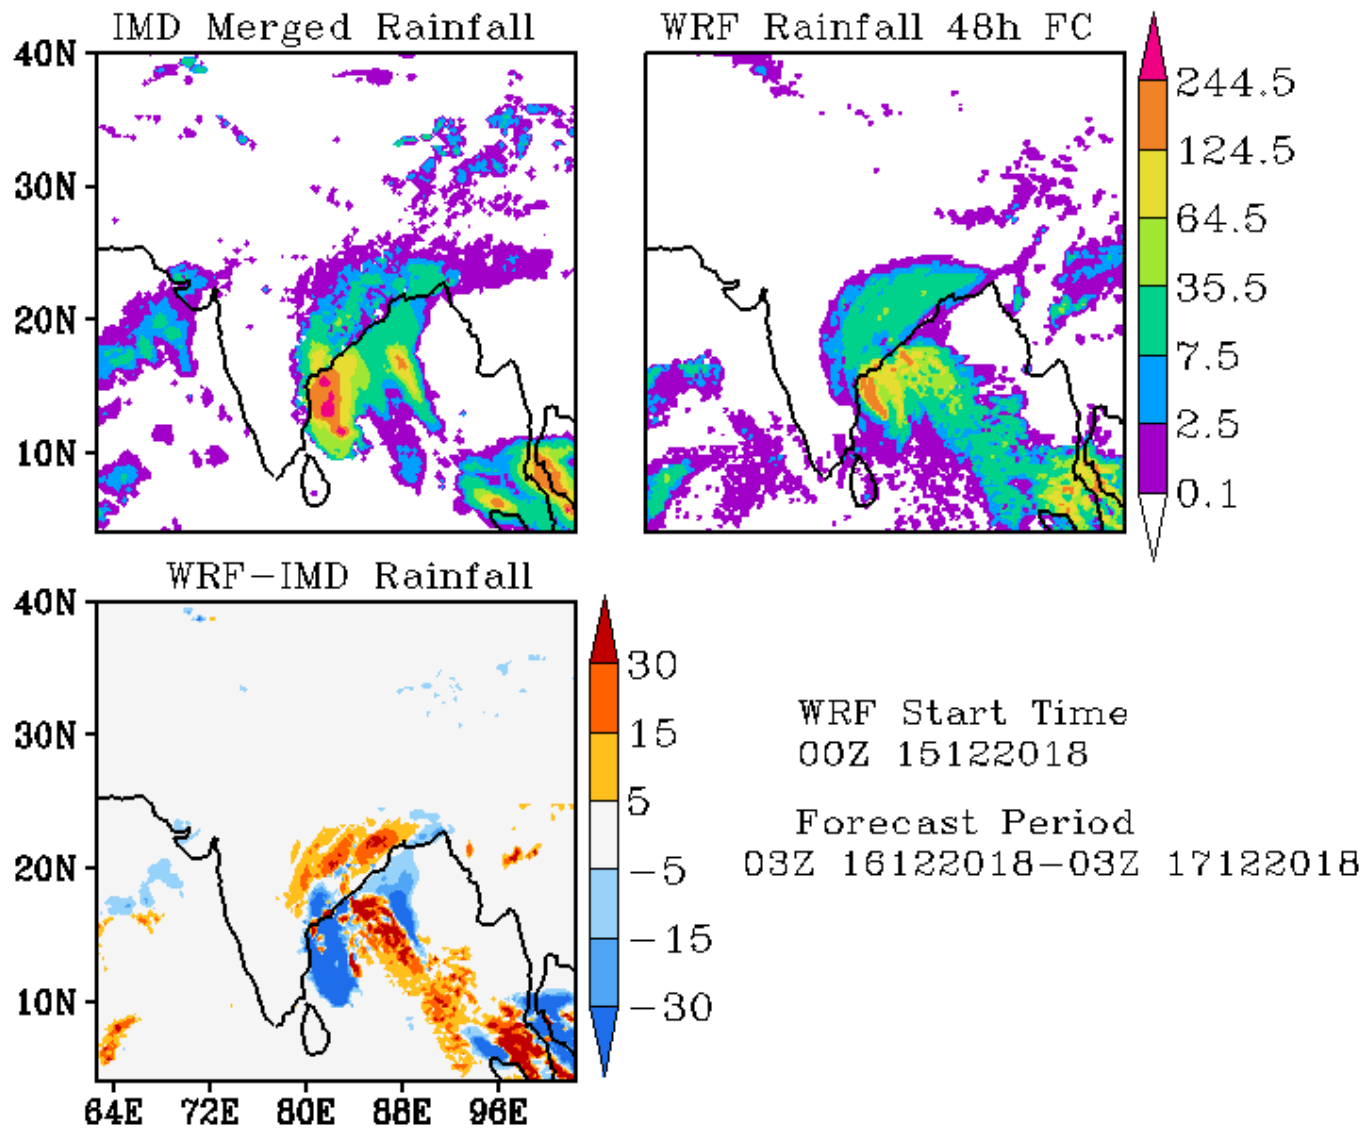 IMD Merged Rainfall
WRF Rainfall 48h FC
40N
30N
20N
10N
244.5
124.5
64.5
35.5
7.5
2.5
0.1
WRF-IMD Rainfall
40N
30N
20N
10N
64E 72E 80E 88E 96E
30
15
5
-5
-15
-30
WRF Start Time
00Z 15122018
Forecast Period
03Z 16122018-03Z 17122018